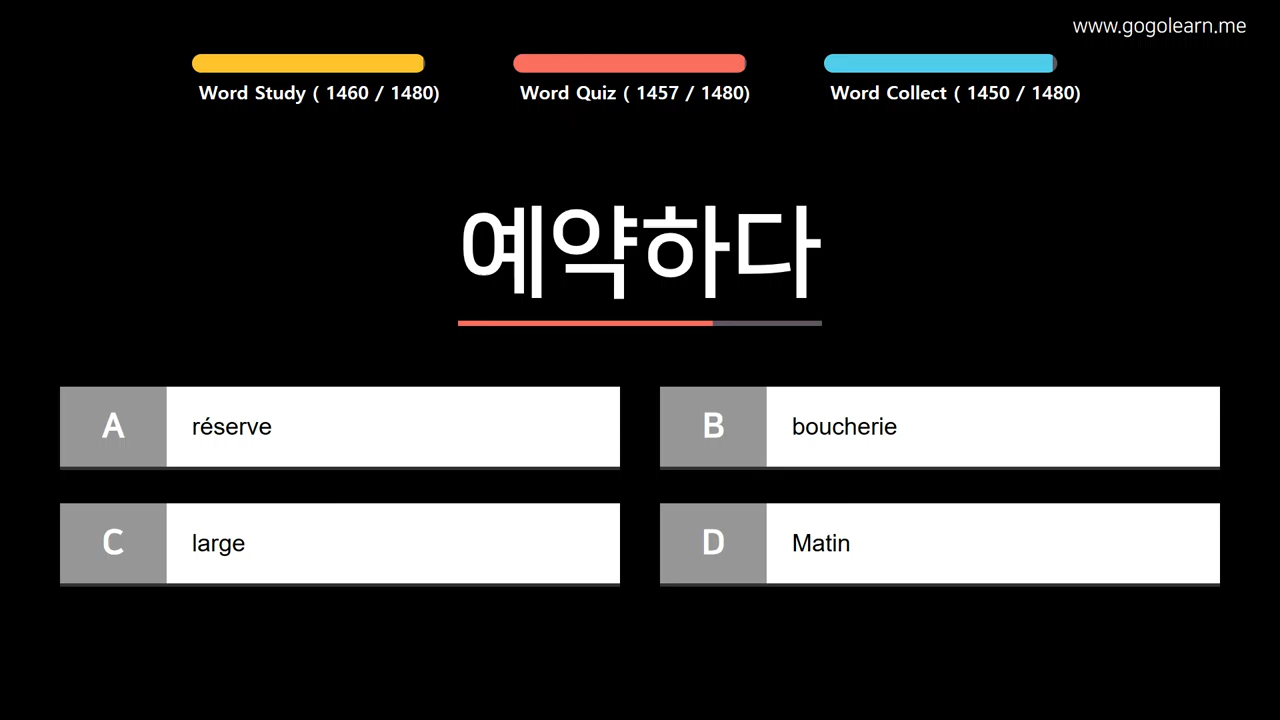 www.gogolearn.me
Word Study ( 1460 / 1480)
Word Quiz ( 1457 / 1480)
Word Collect ( 1450 / 1480)
예약하다
A réserve
B boucherie
C large
D Matin